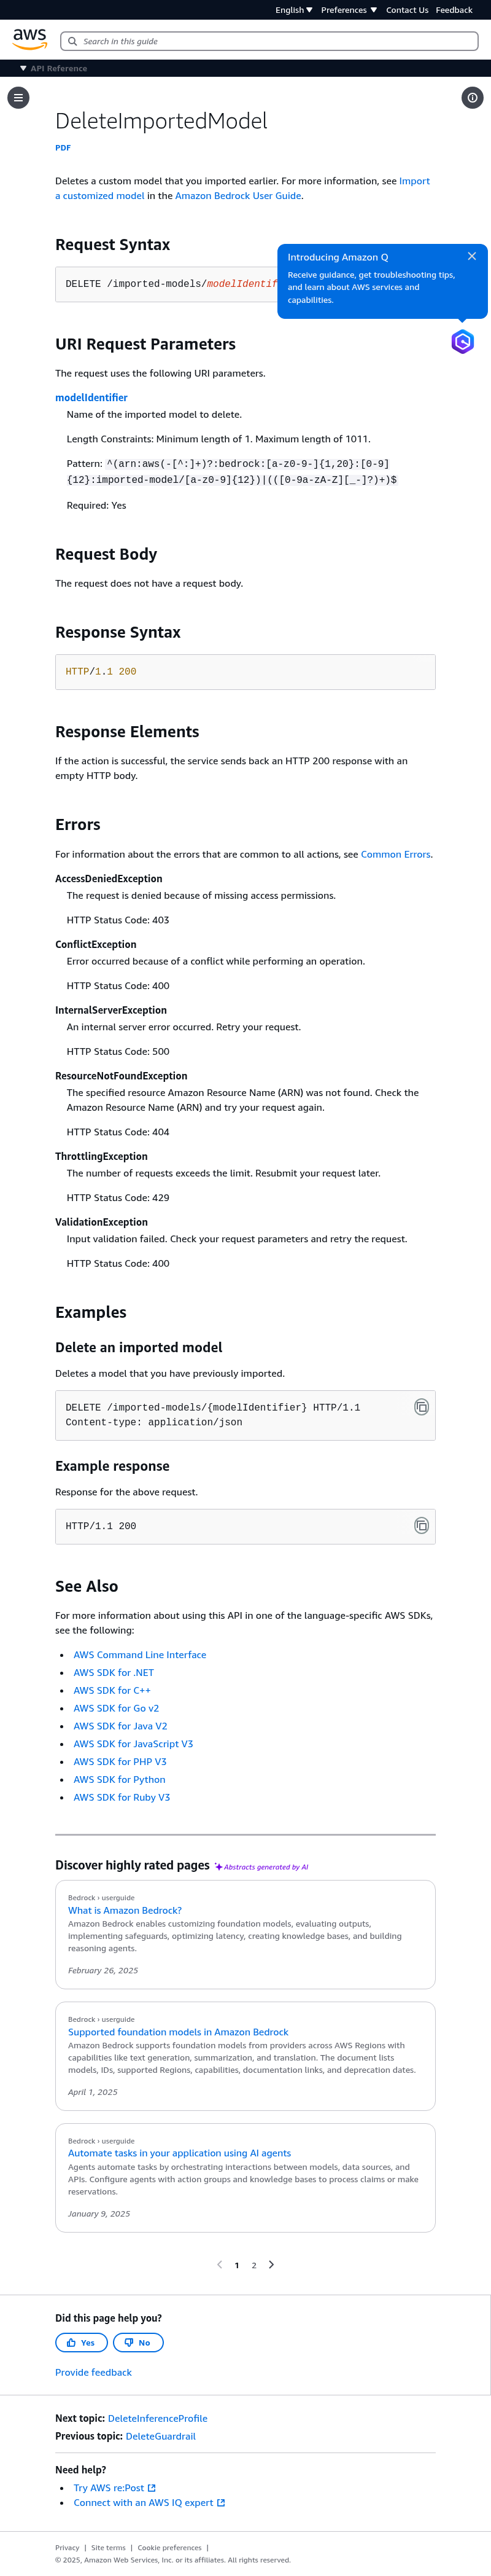 English Preferences Contact Us Feedback
aws
Search in this guide
API Reference
DeleteImportedModel
PDF
Deletes a custom model that you imported earlier. For more information, see Import
a customized model in the Amazon Bedrock User Guide.
Request Syntax
Introducing Amazon Q
Receive guidance, get troubleshooting tips,
and learn about AWS services and
capabilities.
DELETE /imported-models/modelIdentif
URI Request Parameters
The request uses the following URI parameters.
modelIdentifier
Name of the imported model to delete.
Length Constraints: Minimum length of 1. Maximum length of 1011.
Pattern: ^(arn:aws(-[^:]+)?:bedrock:[a-z0-9-]{1,20}:[0-9]
{12}:imported-model/[a-z0-9]{12})|(([0-9a-zA-Z][_-]?)+)$
Required: Yes
Request Body
The request does not have a request body.
Response Syntax
HTTP/1.1 200
Response Elements
If the action is successful, the service sends back an HTTP 200 response with an
empty HTTP body.
Errors
For information about the errors that are common to all actions, see Common Errors.
AccessDeniedException
The request is denied because of missing access permissions.
HTTP Status Code: 403
ConflictException
Error occurred because of a conflict while performing an operation.
HTTP Status Code: 400
InternalServerException
An internal server error occurred. Retry your request.
HTTP Status Code: 500
ResourceNotFoundException
The specified resource Amazon Resource Name (ARN) was not found. Check the
Amazon Resource Name (ARN) and try your request again.
HTTP Status Code: 404
ThrottlingException
The number of requests exceeds the limit. Resubmit your request later.
HTTP Status Code: 429
ValidationException
Input validation failed. Check your request parameters and retry the request.
HTTP Status Code: 400
Examples
Delete an imported model
Deletes a model that you have previously imported.
DELETE /imported-models/{modelIdentifier} HTTP/1.1
Content-type: application/json
Example response
Response for the above request.
HTTP/1.1 200
See Also
For more information about using this API in one of the language-specific AWS SDKs,
see the following:
AWS Command Line Interface
AWS SDK for .NET
AWS SDK for C++
AWS SDK for Go v2
AWS SDK for Java V2
AWS SDK for JavaScript V3
AWS SDK for PHP V3
AWS SDK for Python
AWS SDK for Ruby V3
Discover highly rated pages Abstracts generated by AI
Bedrock › userguide
What is Amazon Bedrock?
Amazon Bedrock enables customizing foundation models, evaluating outputs,
implementing safeguards, optimizing latency, creating knowledge bases, and building
reasoning agents.
February 26, 2025
Bedrock › userguide
Supported foundation models in Amazon Bedrock
Amazon Bedrock supports foundation models from providers across AWS Regions with
capabilities like text generation, summarization, and translation. The document lists
models, IDs, supported Regions, capabilities, documentation links, and deprecation dates.
April 1, 2025
Bedrock › userguide
Automate tasks in your application using AI agents
Agents automate tasks by orchestrating interactions between models, data sources, and
APIs. Configure agents with action groups and knowledge bases to process claims or make
reservations.
January 9, 2025
1 2
Did this page help you?
Yes No
Provide feedback
Next topic: DeleteInferenceProfile
Previous topic: DeleteGuardrail
Need help?
Try AWS re:Post
Connect with an AWS IQ expert
Privacy | Site terms | Cookie preferences |
© 2025, Amazon Web Services, Inc. or its affiliates. All rights reserved.